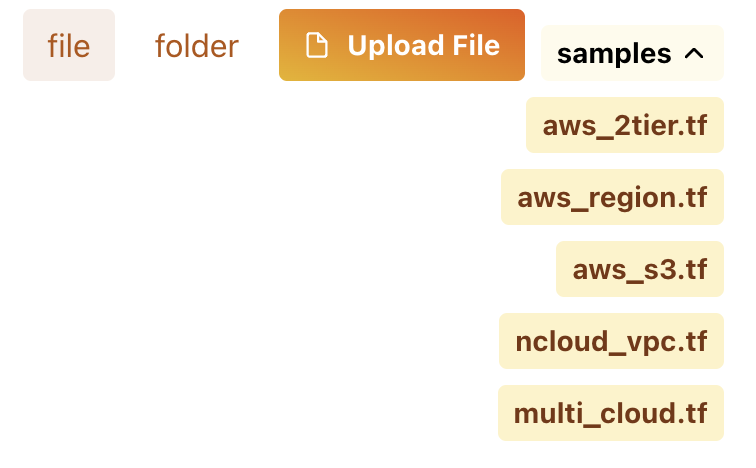 file folder Upload File samples
aws_2tier.tf
aws_region.tf
aws_s3.tf
ncloud_vpc.tf
multi_cloud.tf